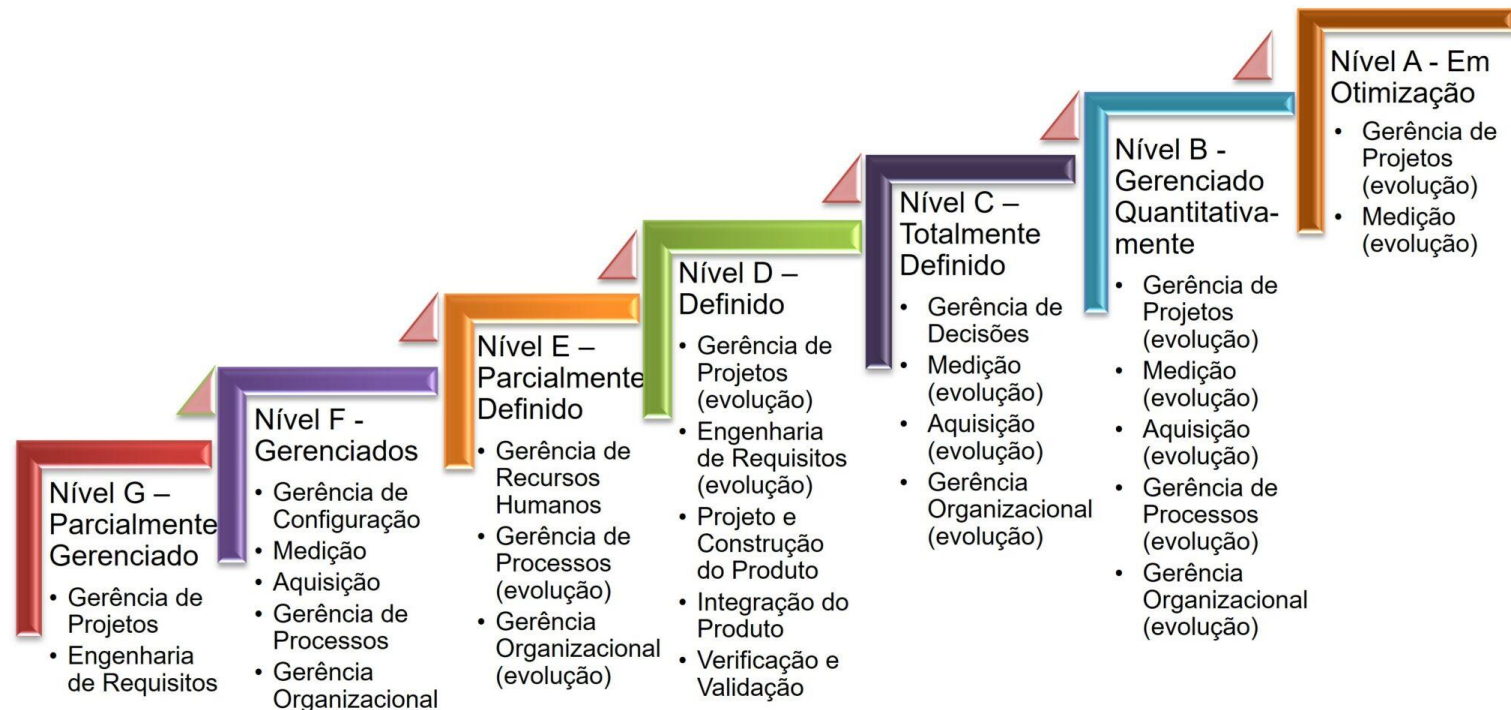 Nível G –
Parcialmente
Gerenciado
• Gerência de
Projetos
• Engenharia
de Requisitos
Nível F -
Gerenciados
• Gerência de
Configuração
• Medição
• Aquisição
• Gerência de
Processos
• Gerência
Organizacional
Nível E –
Parcialmente
Definido
• Gerência de
Recursos
Humanos
• Gerência de
Processos
(evolução)
• Gerência
Organizacional
(evolução)
Nível D –
Definido
• Gerência de
Projetos
(evolução)
• Engenharia
de Requisitos
(evolução)
• Projeto e
Construção
do Produto
• Integração do
Produto
• Verificação e
Validação
Nível C –
Totalmente
Definido
• Gerência de
Decisões
• Medição
(evolução)
• Aquisição
(evolução)
• Gerência
Organizacional
(evolução)
Nível B -
Gerenciado
Quantitativa-
mente
• Gerência de
Projetos
(evolução)
• Medição
(evolução)
• Aquisição
(evolução)
• Gerência de
Processos
(evolução)
• Gerência
Organizacional
(evolução)
Nível A - Em
Otimização
• Gerência de
Projetos
(evolução)
• Medição
(evolução)